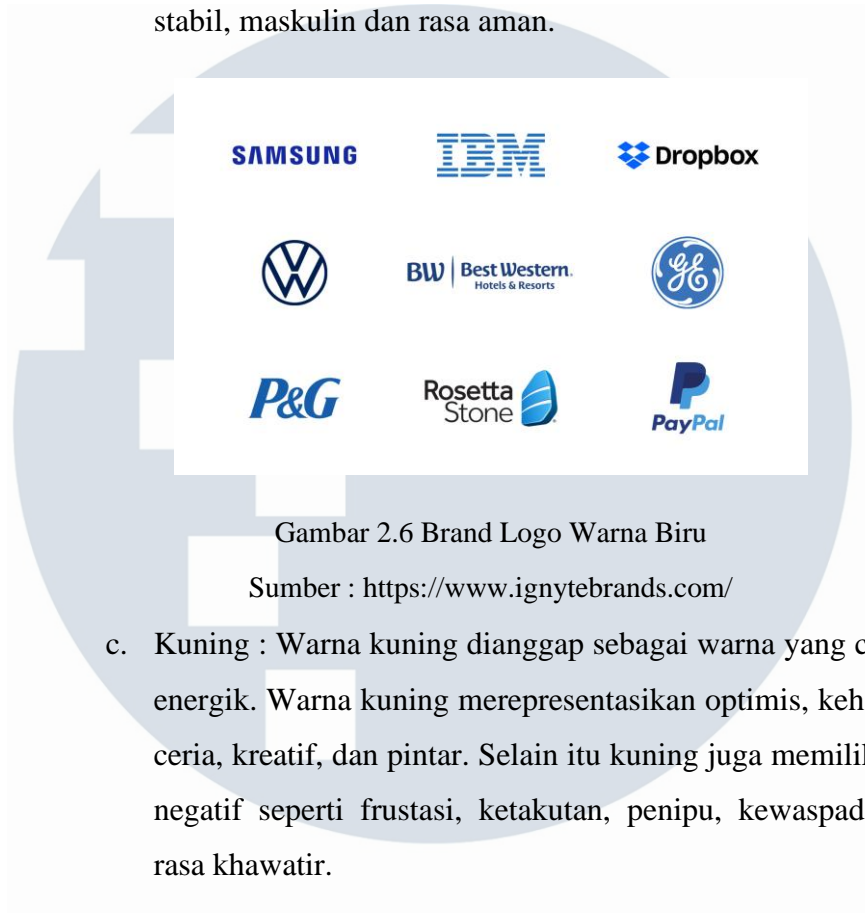 stabil, maskulin dan rasa aman.
SAMSUNG IBM Dropbox
VW BW Best Western. GE
Hotels & Resorts
P&G Rosetta
Stone PayPal
Gambar 2.6 Brand Logo Warna Biru
Sumber : https://www.ignytebrands.com/
c. Kuning : Warna kuning dianggap sebagai warna yang
energik. Warna kuning merepresentasikan optimis,
ceria, kreatif, dan pintar. Selain itu kuning juga
negatif seperti frustasi, ketakutan, penipu,
rasa khawatir.